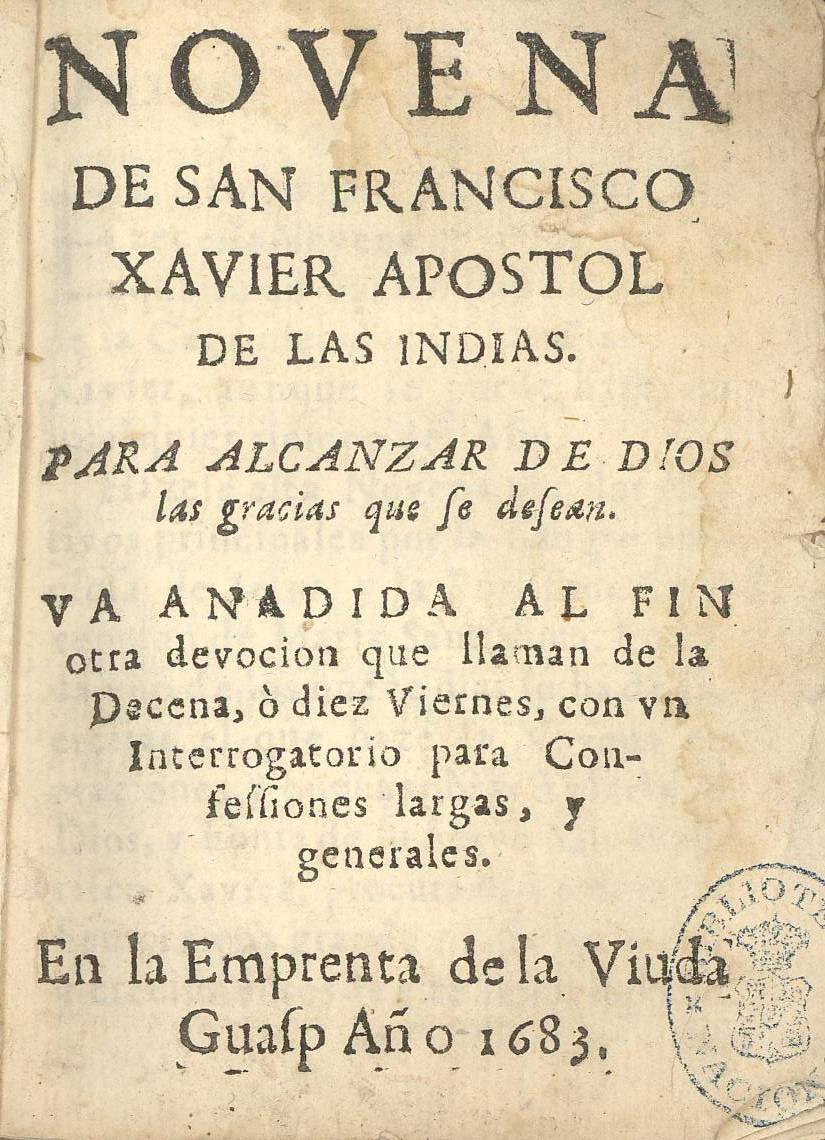 NOVENA
DE SAN FRANCISCO
XAVIER APOSTOL
DE LAS INDIAS.
PARA ALCANZAR DE DIOS
las gracias que ſe deſean.
VA ANADIDA AL FIN
otra devocion que llaman de la
Decena, ò diez Viernes, con vn
Interrogatorio para Con-
feſſiones largas, y
generales.
En la Emprenta de la Viuda
Guaſp Año 1683.